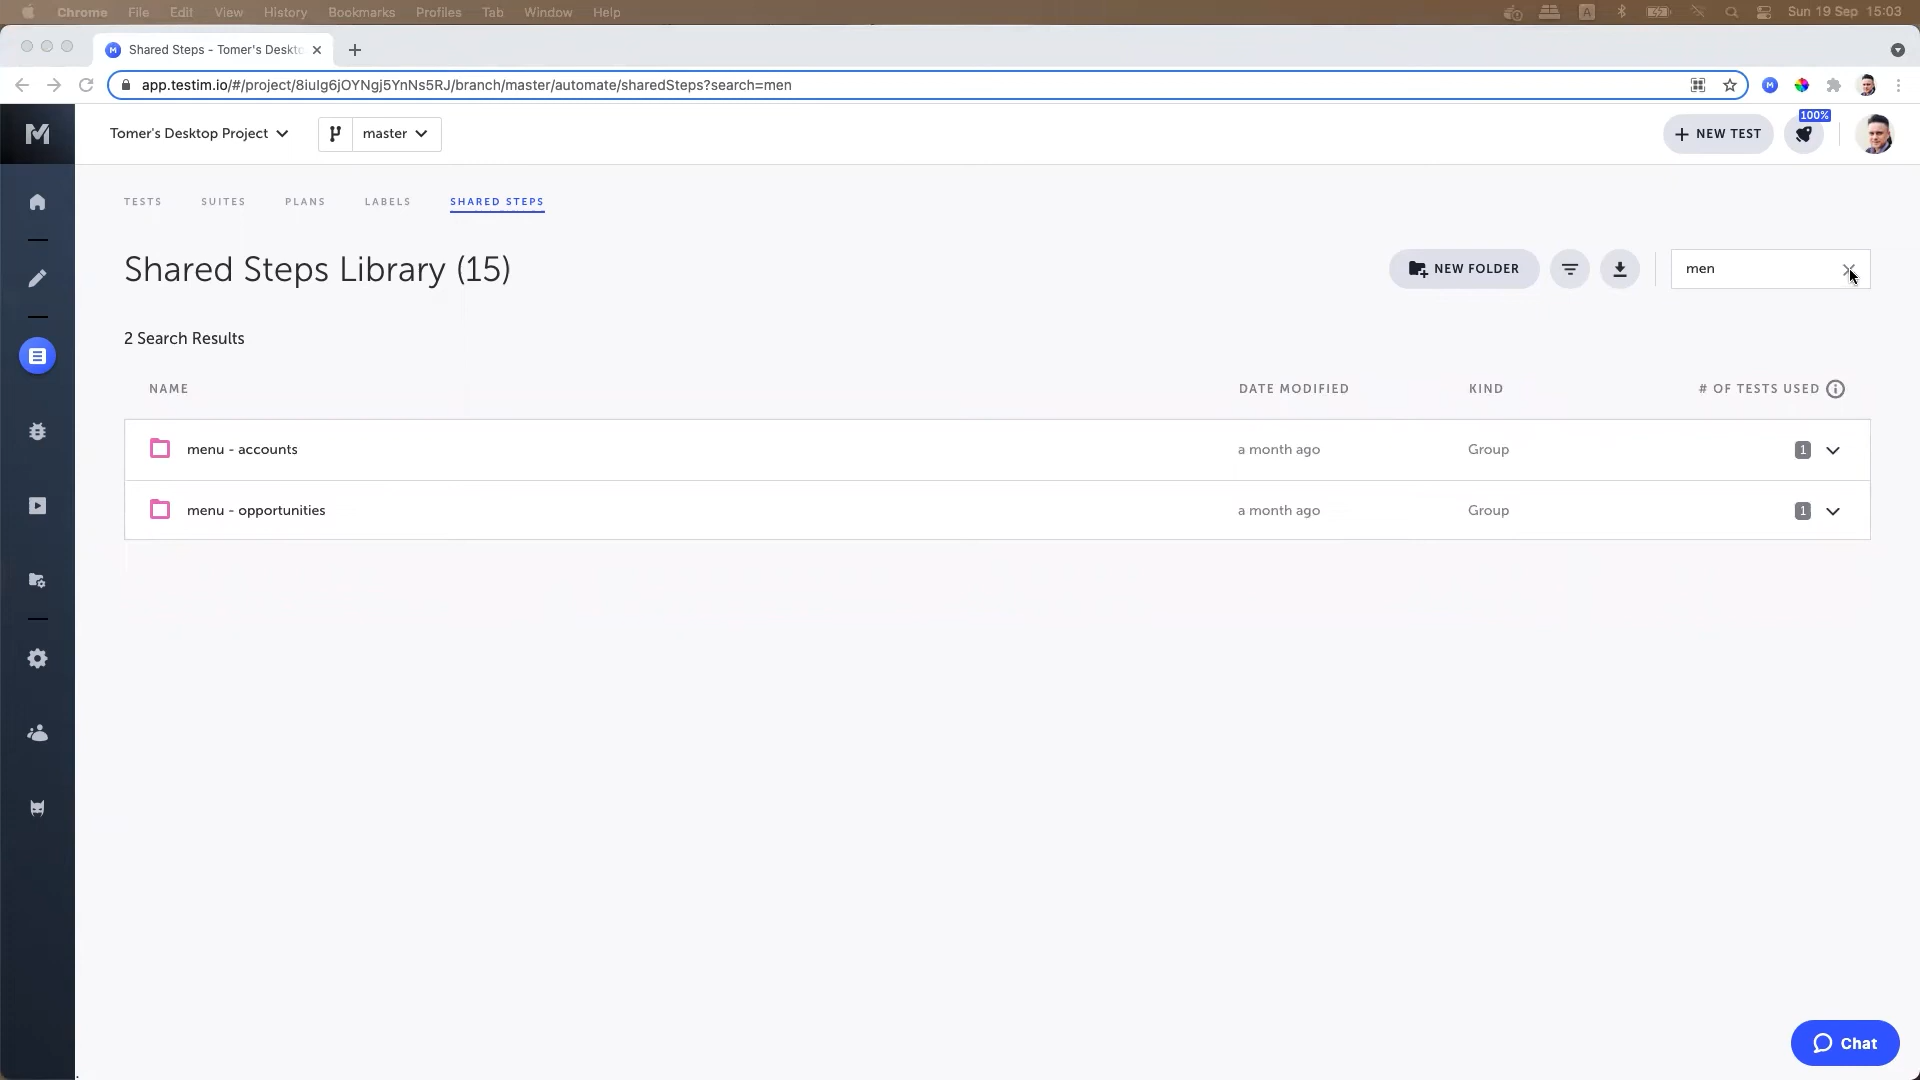 Chrome File Edit View History Bookmarks Profiles Tab Window Help A Sun 19 Sep 15:03
Shared Steps - Tomer's Deskto
app.testim.io/#/project/8iuIg6jOYNgj5YnNs5RJ/branch/master/automate/sharedSteps?search=men
Tomer's Desktop Project master NEW TEST 100%
TESTS SUITES PLANS LABELS SHARED STEPS
Shared Steps Library (15) NEW FOLDER men
2 Search Results
NAME DATE MODIFIED KIND # OF TESTS USED
menu - accounts a month ago Group 1
menu - opportunities a month ago Group 1
Chat